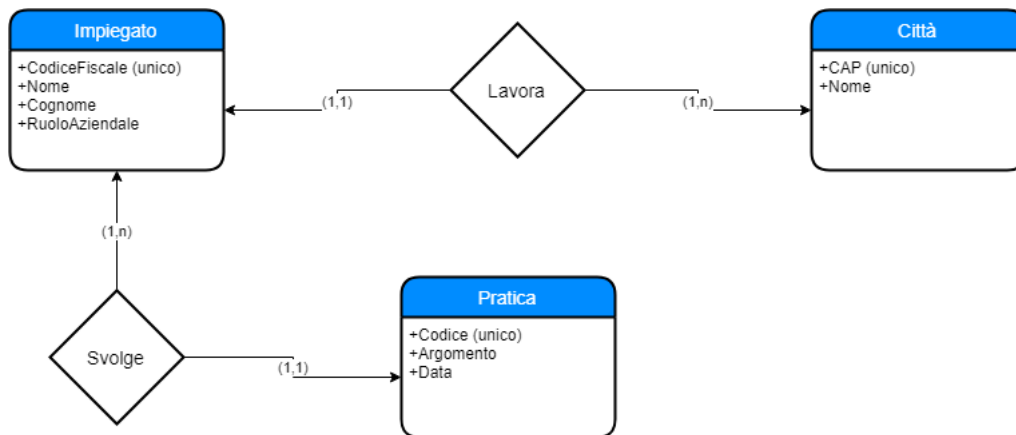 Impiegato
+CodiceFiscale (unico)
+Nome
+Cognome
+RuoloAziendale
(1,1)
Lavora
(1,n)
Città
+CAP (unico)
+Nome
(1,n)
Svolge
(1,1)
Pratica
+Codice (unico)
+Argomento
+Data